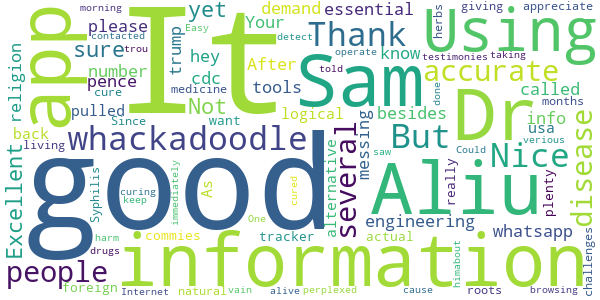 morning
contacted
please
yet
demand
essential
Your
giving
appreciate
herbs
app
It
Sam
Thank
Using
religion
sure
hey
trump
After
know
testimonies
taking
Easy
trou
detect
operate
told
number
pence
cdc
tools
accurate
cure
medicine
Not
Dr
called
pulled
Since
want
logical
besides
done
months
back
living
whackadoodle
But
info
saw
Could
verious
usa
several
messing
Nice
plenty
disease
Excellent
good
Aliu
really
Syphilis
curing
keep
immediately
As
cured
One
alternative
engineering
whatsapp
commies
tracker
actual
harm
drugs
people
information
challenges
foreign
natural
himabout
roots
Internet
vain
alive
perplexed
cause
browsing